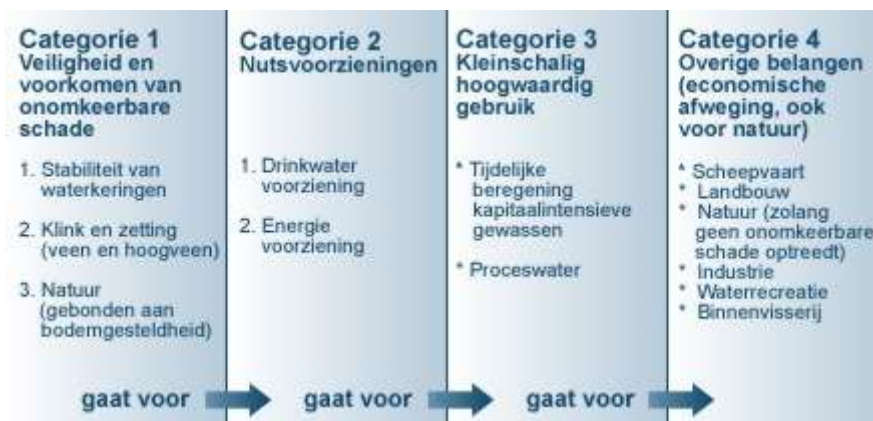 Categorie 1
Veiligheid en
voorkomen van
onomkeerbare
schade
1. Stabiliteit van
waterkeringen
2. Klink en zetting
(veen en hoogveen)
3. Natuur
(gebonden aan
bodemgesteldheid)
gaat voor
Categorie 2
Nutsvoorzieningen
1. Drinkwater
voorziening
2. Energie
voorziening
gaat voor
Categorie 3
Kleinschalig
hoogwaardig
gebruik
* Tijdelijke
beregening
kapitaalintensieve
gewassen
* Proceswater
gaat voor
Categorie 4
Overige belangen
(economische
afweging, ook
voor natuur)
* Scheepvaart
* Landbouw
* Natuur (zolang
geen onomkeerbare
schade optreedt)
* Industrie
* Waterrecreatie
* Binnenvisserij